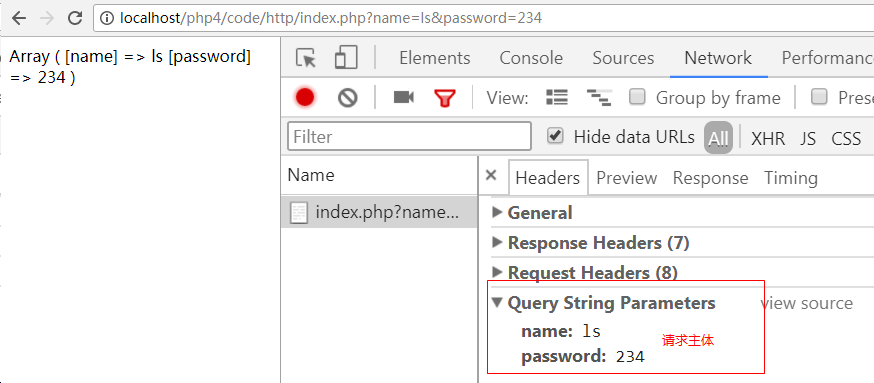 localhost/php4/code/http/index.php?name=ls&password=234
Array ( [name] => ls [password]
=> 234 )
Elements Console Sources Network Performance
View: Group by frame Prese
Filter Hide data URLs All XHR JS CSS
Name
index.php?name...
× Headers Preview Response Timing
General
Response Headers (7)
Request Headers (8)
Query String Parameters view source
name: ls
请求主体
password: 234